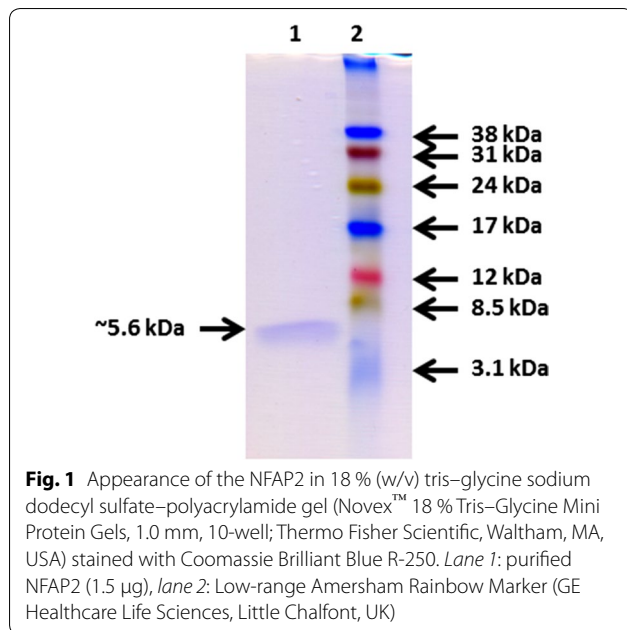 1 2
38 kDa
31 kDa
24 kDa
17 kDa
12 kDa
8.5 kDa
~5.6 kDa
3.1 kDa
Fig. 1 Appearance of the NFAP2 in 18 % (w/v) tris–glycine sodium
dodecyl sulfate–polyacrylamide gel (Novex™ 18 % Tris–Glycine Mini
Protein Gels, 1.0 mm, 10-well; Thermo Fisher Scientific, Waltham, MA,
USA) stained with Coomassie Brilliant Blue R-250. Lane 1: purified
NFAP2 (1.5 μg), lane 2: Low-range Amersham Rainbow Marker (GE
Healthcare Life Sciences, Little Chalfont, UK)